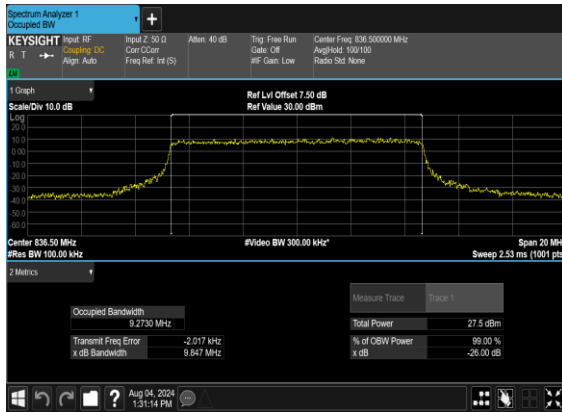 Spectrum Analyzer 1
Occupied BW
+
KEYSIGHT Input: RF Input Z: 50 Ω Atten: 40 dB Trig: Free Run Center Freq: 836.500000 MHz
R T Coupling: DC Corr CCorr Gate: Off Avg|Hold: 100/100
Align: Auto Freq Ref: Int (S) #IF Gain: Low Radio Std: None
1 Graph
Ref Lvl Offset 7.50 dB
Scale/Div 10.0 dB Ref Value 30.00 dBm
Log
20.0
10.0
0.00
-10.0
-20.0
-30.0
-40.0
-50.0
-60.0
Center 836.50 MHz #Video BW 300.00 kHz* Span 20 MH
#Res BW 100.00 kHz Sweep 2.53 ms (1001 pts
2 Metrics
Measure Trace Trace 1
Occupied Bandwidth
9.2730 MHz
Total Power 27.5 dBm
Transmit Freq Error -2.017 kHz % of OBW Power 99.00 %
x dB Bandwidth 9.847 MHz x dB -26.00 dB
? Aug 04, 2024
1:31:14 PM